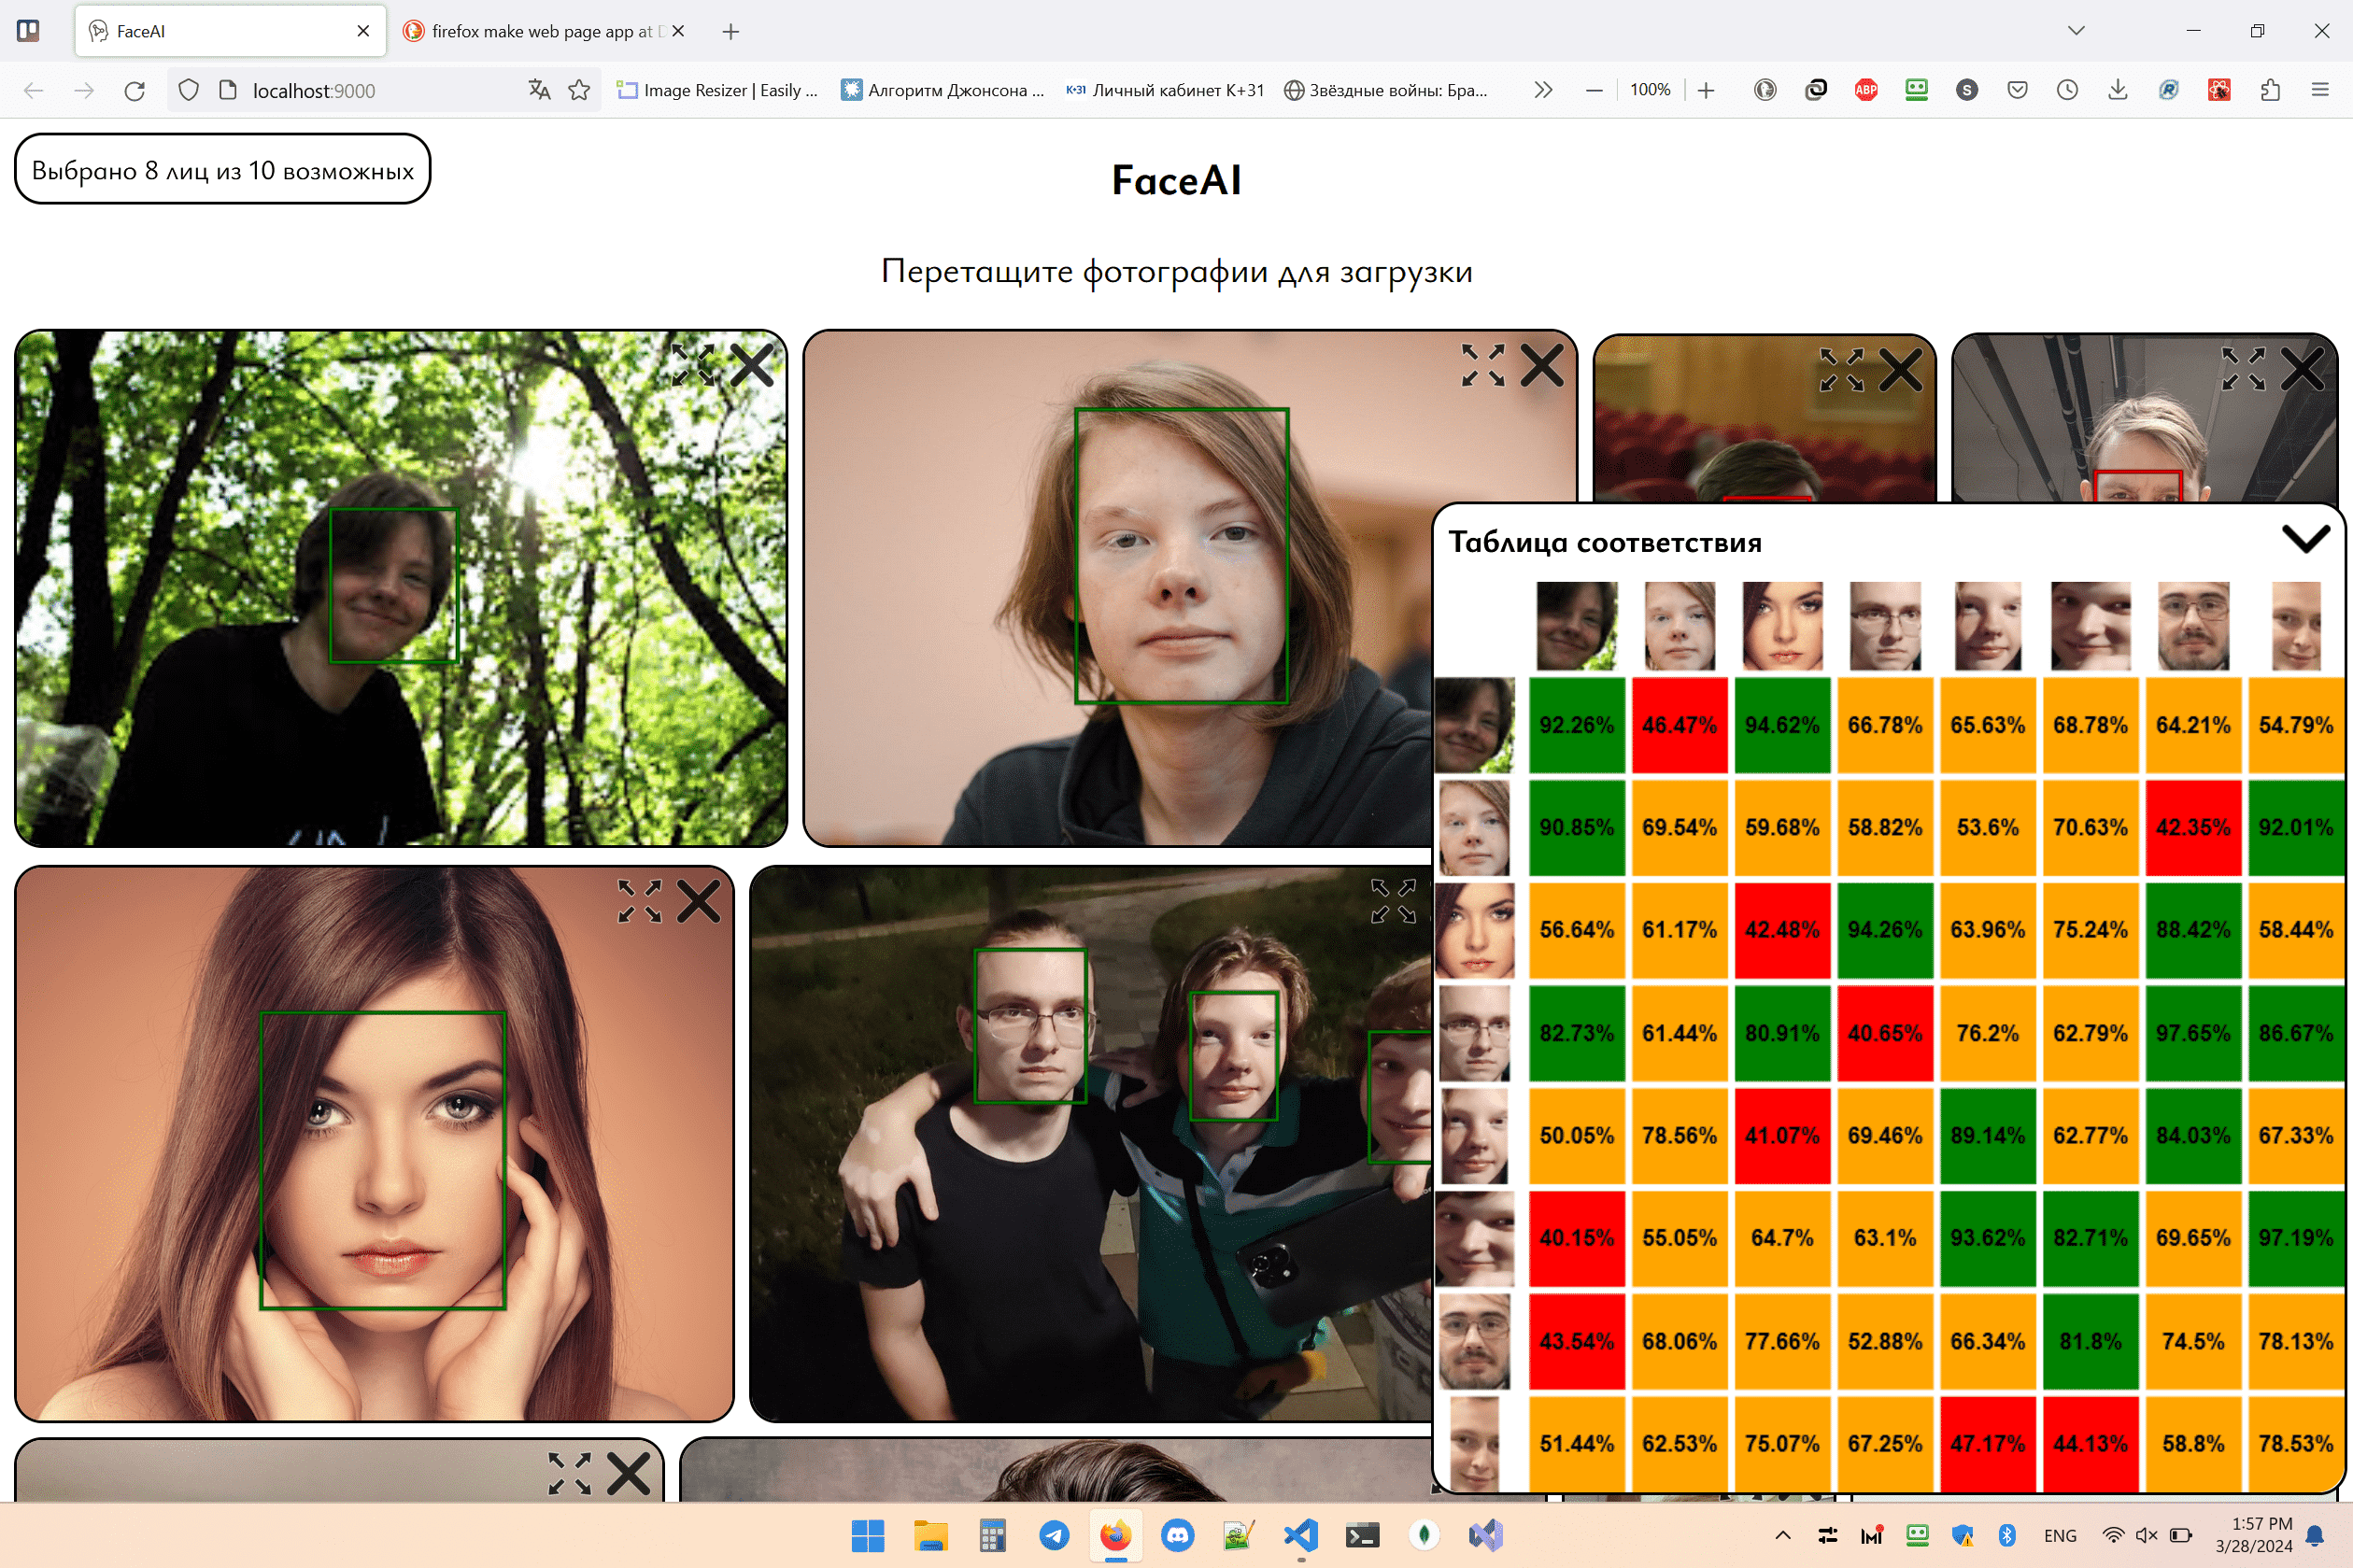 FaceAI
firefox make web page app at D
localhost:9000
Image Resizer | Easily ...
Алгоритм Джонсона ...
К+31 Личный кабинет К+31
Звёздные войны: Бра...
100%
ABP
S
Выбрано 8 лиц из 10 возможных
FaceAI
Перетащите фотографии для загрузки
Таблица соответствия
92.26% 46.47% 94.62% 66.78% 65.63% 68.78% 64.21% 54.79%
90.85% 69.54% 59.68% 58.82% 53.6% 70.63% 42.35% 92.01%
56.64% 61.17% 42.48% 94.26% 63.96% 75.24% 88.42% 58.44%
82.73% 61.44% 80.91% 40.65% 76.2% 62.79% 97.65% 86.67%
50.05% 78.56% 41.07% 69.46% 89.14% 62.77% 84.03% 67.33%
40.15% 55.05% 64.7% 63.1% 93.62% 82.71% 69.65% 97.19%
43.54% 68.06% 77.66% 52.88% 66.34% 81.8% 74.5% 78.13%
51.44% 62.53% 75.07% 67.25% 47.17% 44.13% 58.8% 78.53%
ENG
1:57 PM
3/28/2024